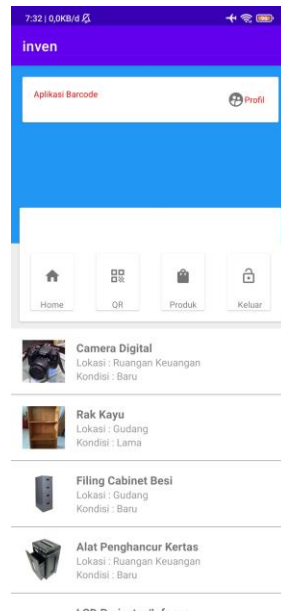 7:32 | 0,0KB/d
inven
Aplikasi Barcode
Profil
Home
QR
Produk
Keluar
Camera Digital
Lokasi : Ruangan Keuangan
Kondisi : Baru
Rak Kayu
Lokasi : Gudang
Kondisi : Lama
Filing Cabinet Besi
Lokasi : Gudang
Kondisi : Baru
Alat Penghancur Kertas
Lokasi : Ruangan Keuangan
Kondisi : Baru